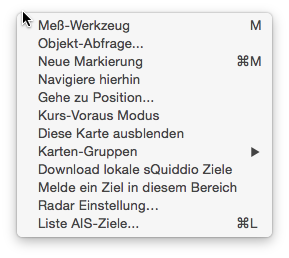 Meß-Werkzeug M
Objekt-Abfrage...
Neue Markierung ⌘M
Navigiere hierhin
Gehe zu Position...
Kurs-Voraus Modus
Diese Karte ausblenden
Karten-Gruppen ▶
Download lokale sQuiddio Ziele
Melde ein Ziel in diesem Bereich
Radar Einstellung...
Liste AIS-Ziele... ⌘L